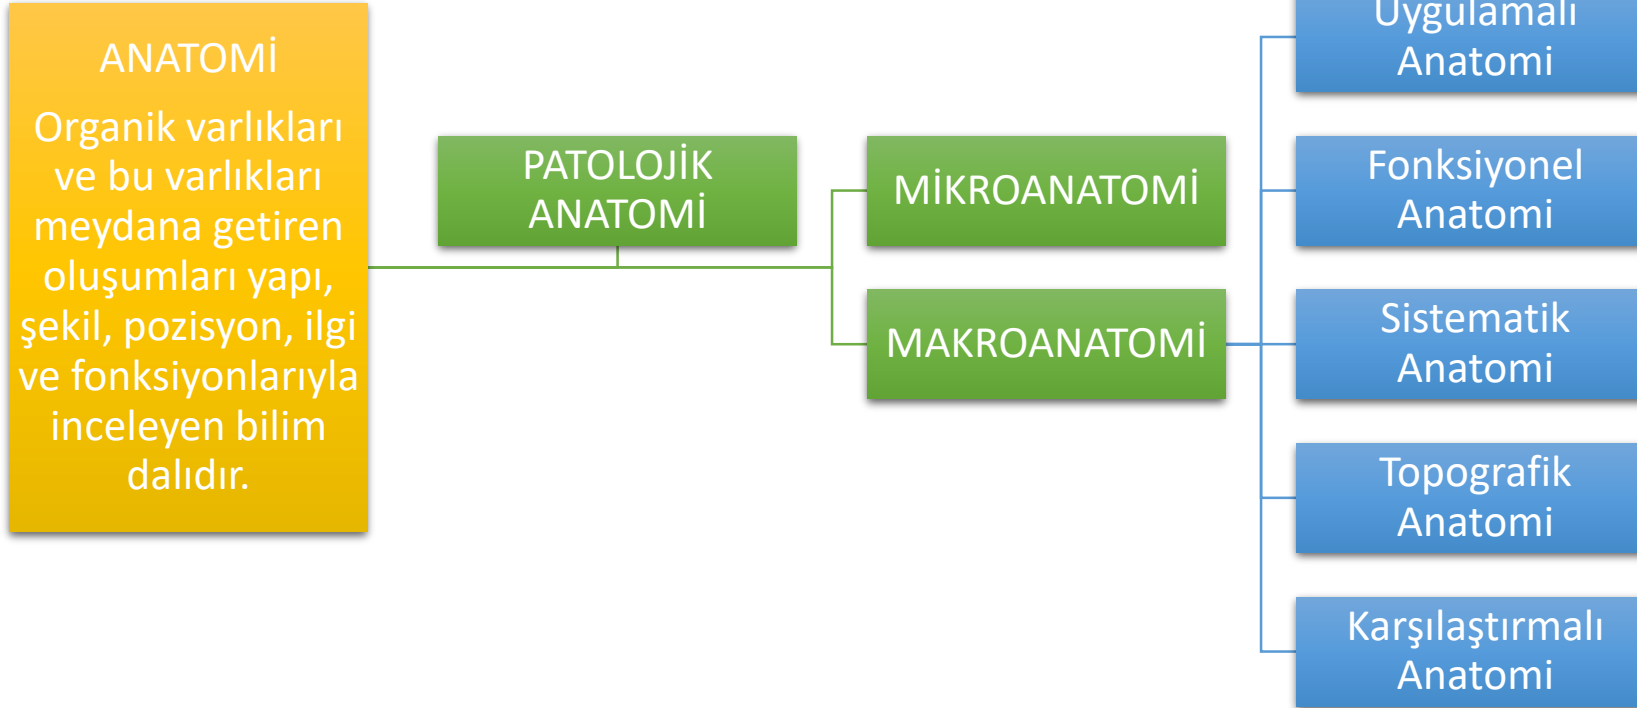 ANATOMİ
Organik varlıkları
ve bu varlıkları
meydana getiren
oluşumları yapı,
şekil, pozisyon, ilgi
ve fonksiyonlarıyla
inceleyen bilim
dalıdır.
PATOLOJİK
ANATOMİ
MİKROANATOMİ
MAKROANATOMİ
Uygulamalı
Anatomi
Fonksiyonel
Anatomi
Sistematik
Anatomi
Topografik
Anatomi
Karşılaştırmalı
Anatomi